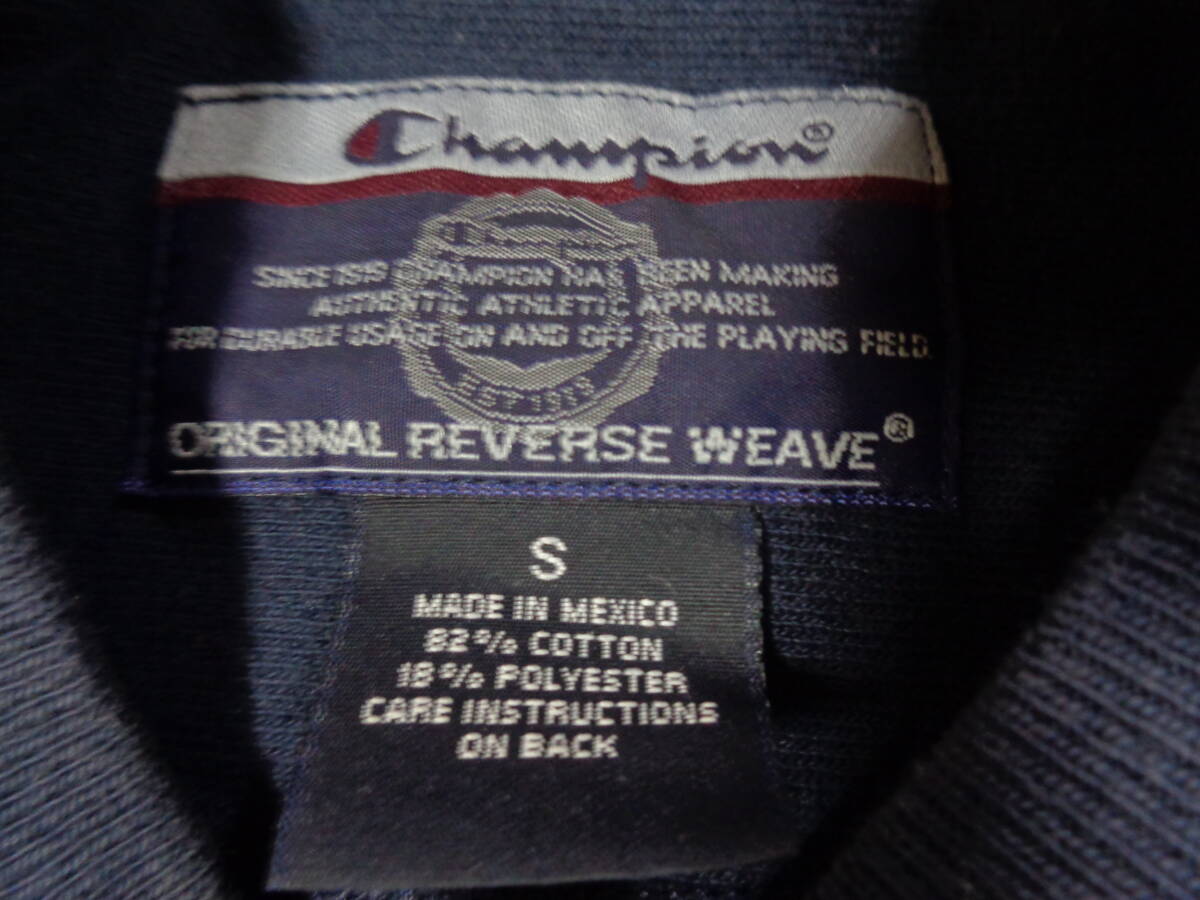 Champion®
Champion
SINCE 1919 CHAMPION HAS BEEN MAKING
AUTHENTIC ATHLETIC APPAREL
FOR DURABLE USAGE ON AND OFF THE PLAYING FIELD.
EST 1919
ORIGINAL REVERSE WEAVE®
S
MADE IN MEXICO
82% COTTON
18% POLYESTER
CARE INSTRUCTIONS
ON BACK